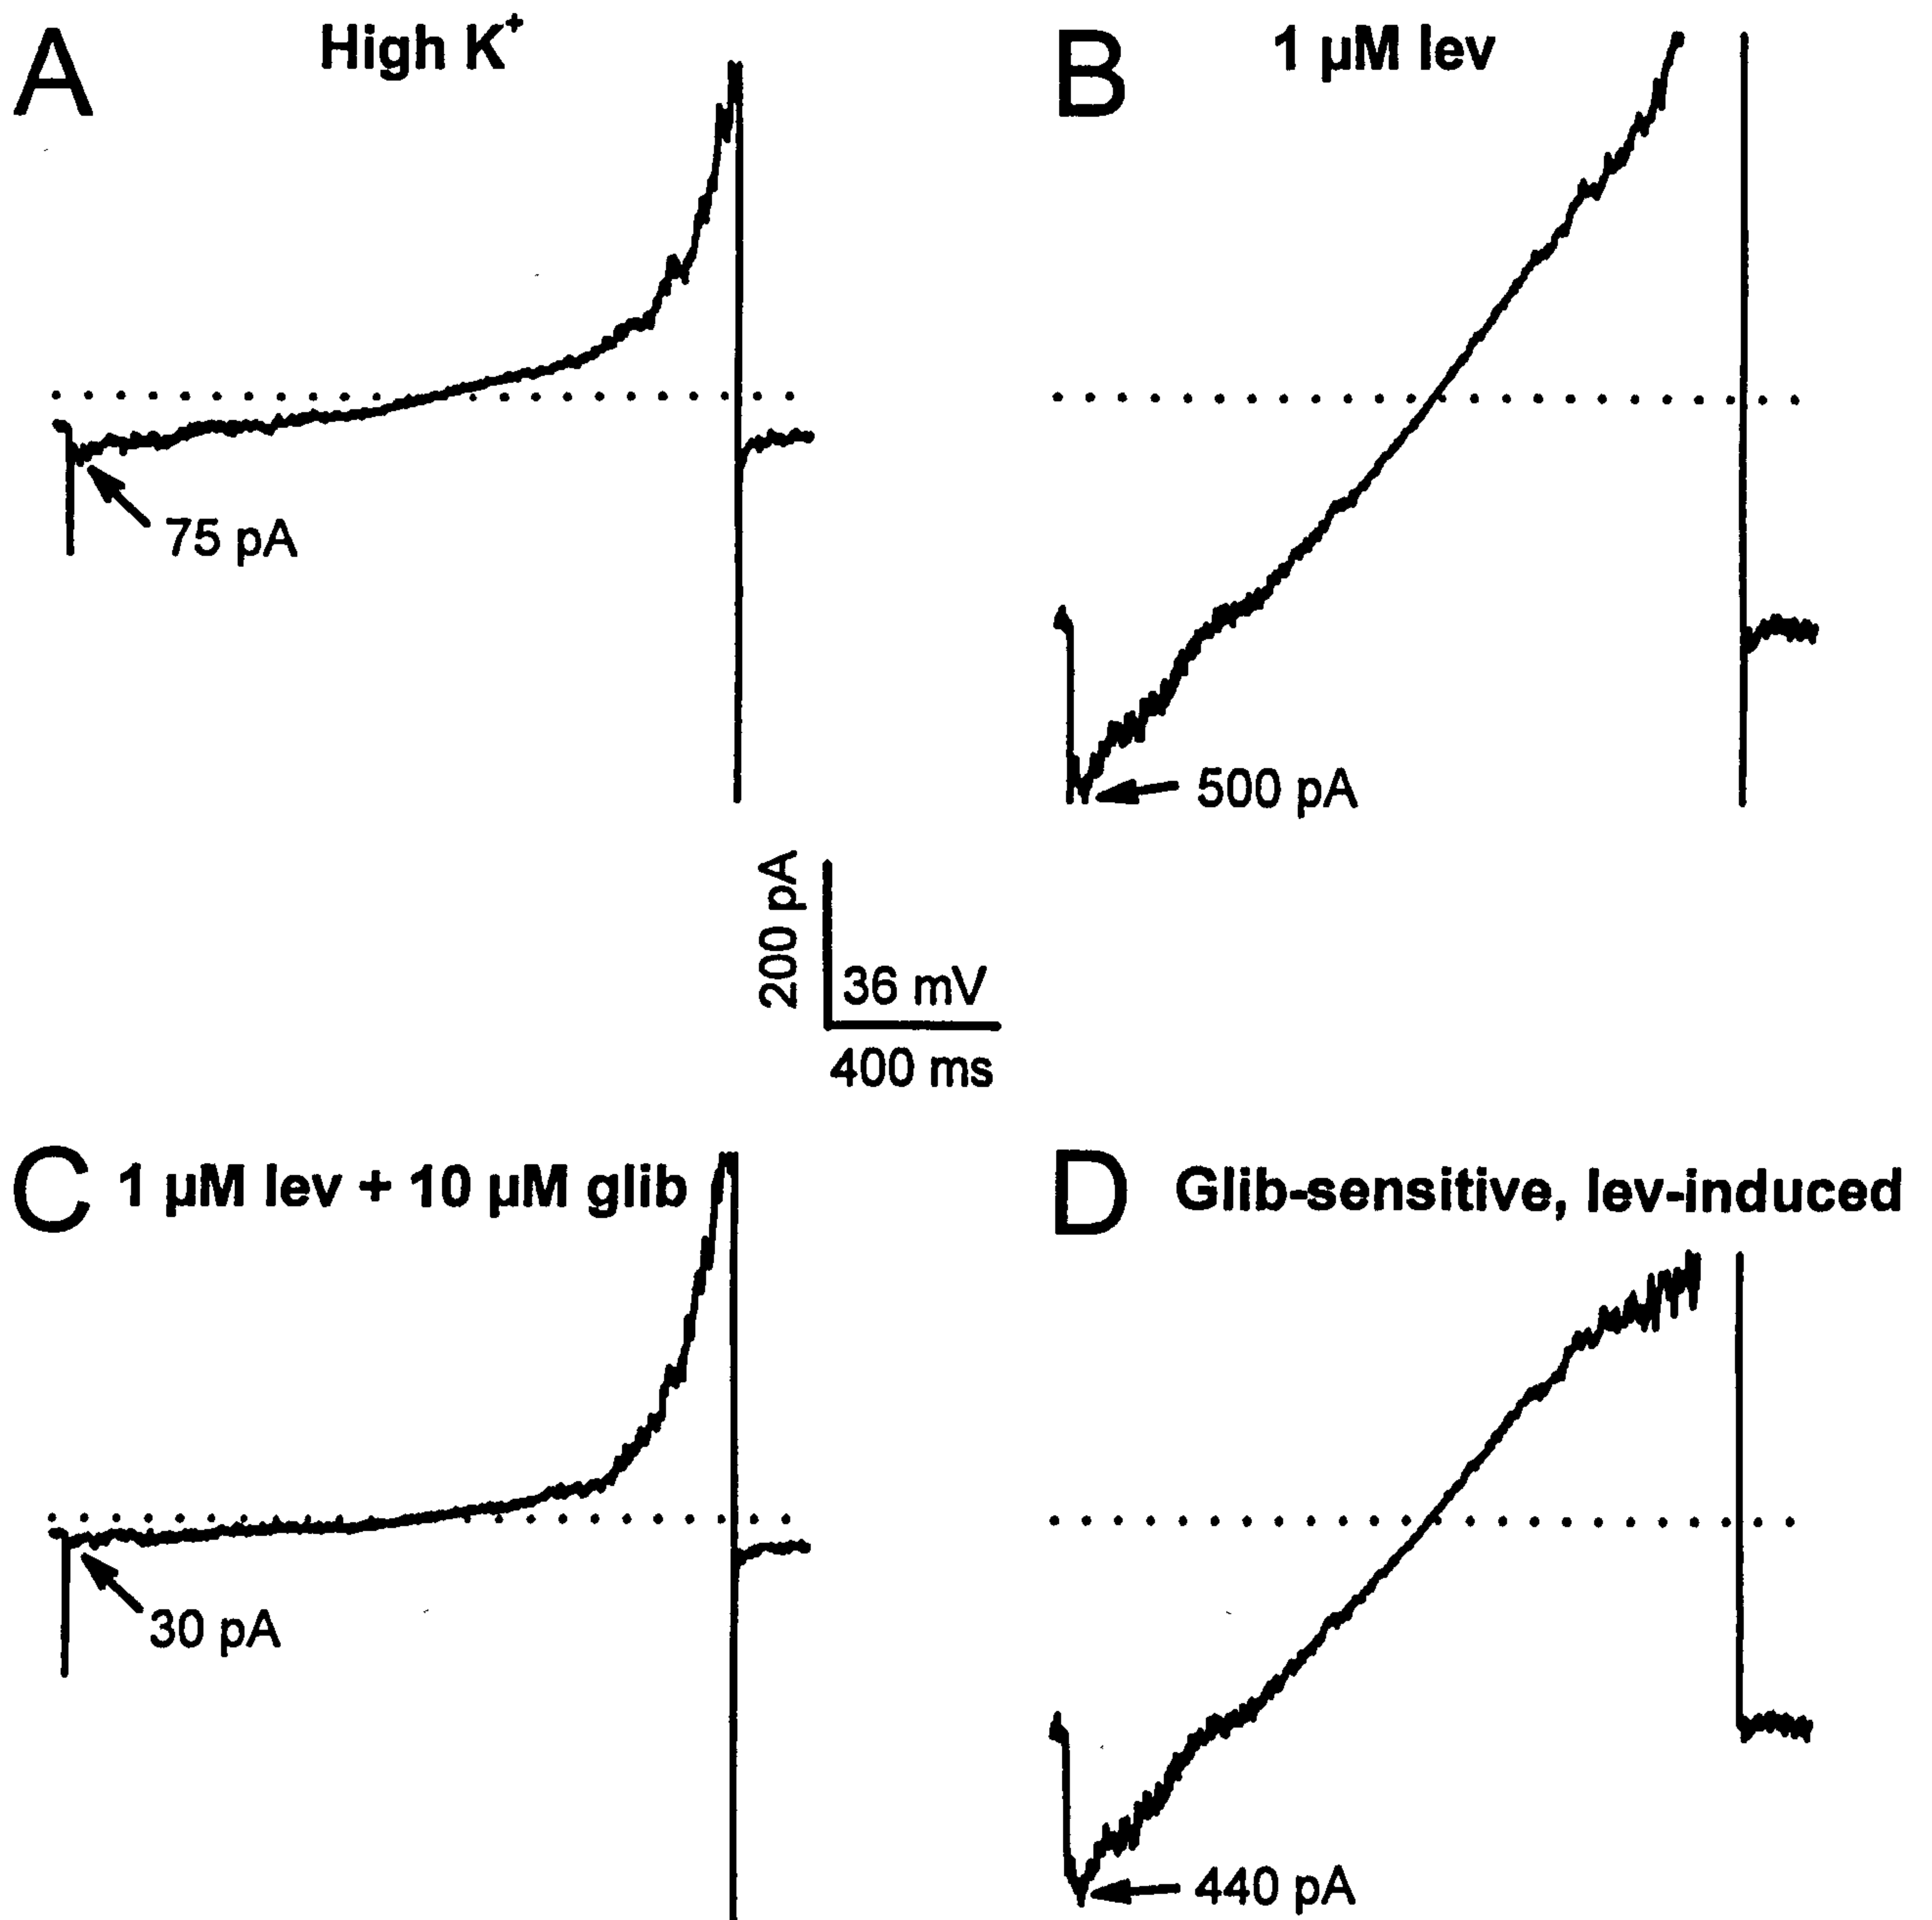 A High K⁺
B 1 µM lev
75 pA
500 pA
200 pA
36 mV
400 ms
C 1 µM lev + 10 µM glib
D Glib-sensitive, lev-induced
30 pA
440 pA